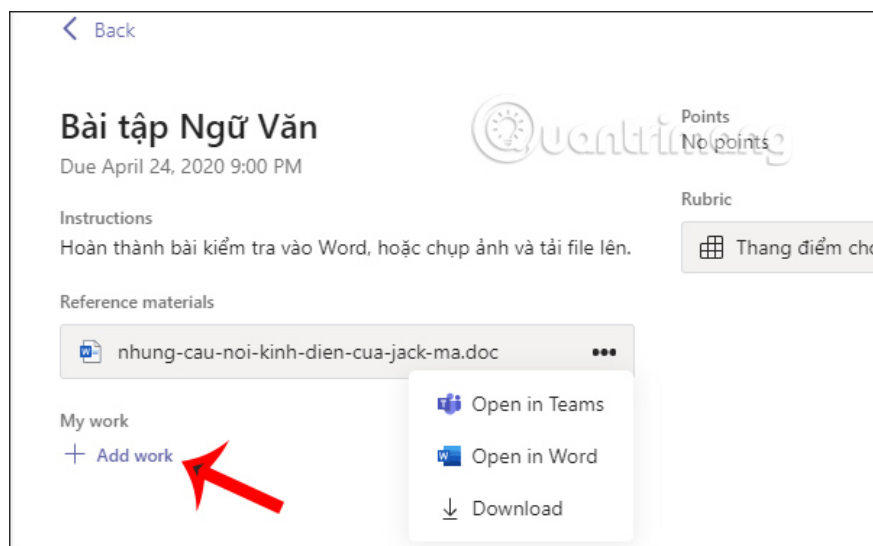 Back
Bài tập Ngữ Văn
Due April 24, 2020 9:00 PM
Instructions
Hoàn thành bài kiểm tra vào Word, hoặc chụp ảnh và tải file lên.
Reference materials
nhung-cau-noi-kinh-dien-cua-jack-ma.doc
Open in Teams
Open in Word
Download
My work
+ Add work
Quantrimang
Points
No points
Rubric
Thang điểm cho